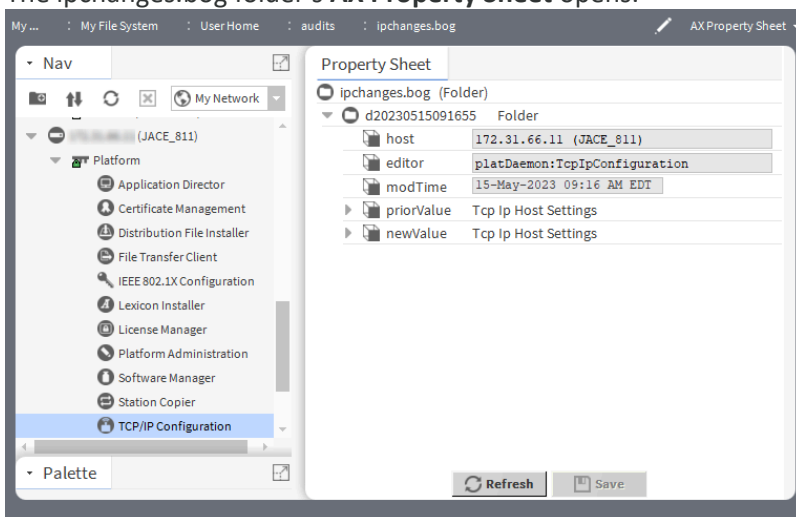 The ipchanges.bog folder's AX Property Sheet opens.
My ... : My File System : User Home : audits : ipchanges.bog AX Property Sheet
Nav
My Network
(JACE_811)
Platform
Application Director
Certificate Management
Distribution File Installer
File Transfer Client
IEEE 802.1X Configuration
Lexicon Installer
License Manager
Platform Administration
Software Manager
Station Copier
TCP/IP Configuration
Palette
Property Sheet
ipchanges.bog (Folder)
d20230515091655 Folder
host 172.31.66.11 (JACE_811)
editor platDaemon:TcpIpConfiguration
modTime 15-May-2023 09:16 AM EDT
priorValue Tcp Ip Host Settings
newValue Tcp Ip Host Settings
Refresh Save